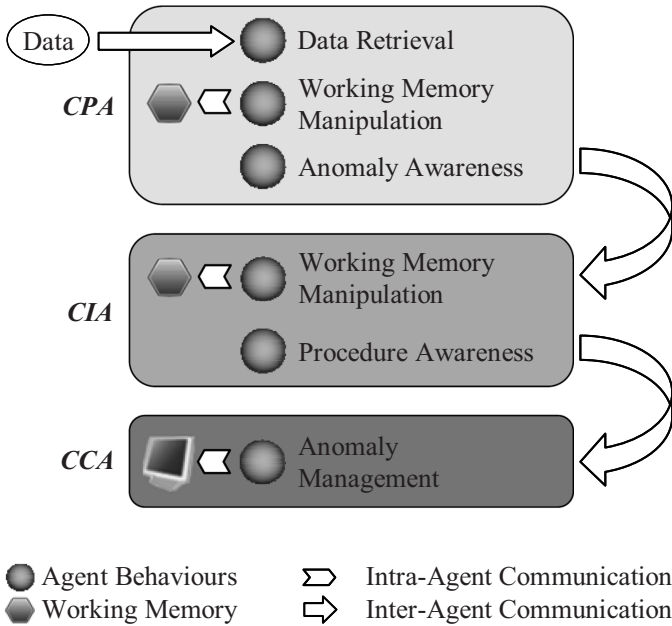 Data
Data Retrieval
CPA
Working Memory
Manipulation
Anomaly Awareness
Working Memory
Manipulation
CIA
Procedure Awareness
CCA
Anomaly
Management
Agent Behaviours
Intra-Agent Communication
Working Memory
Inter-Agent Communication